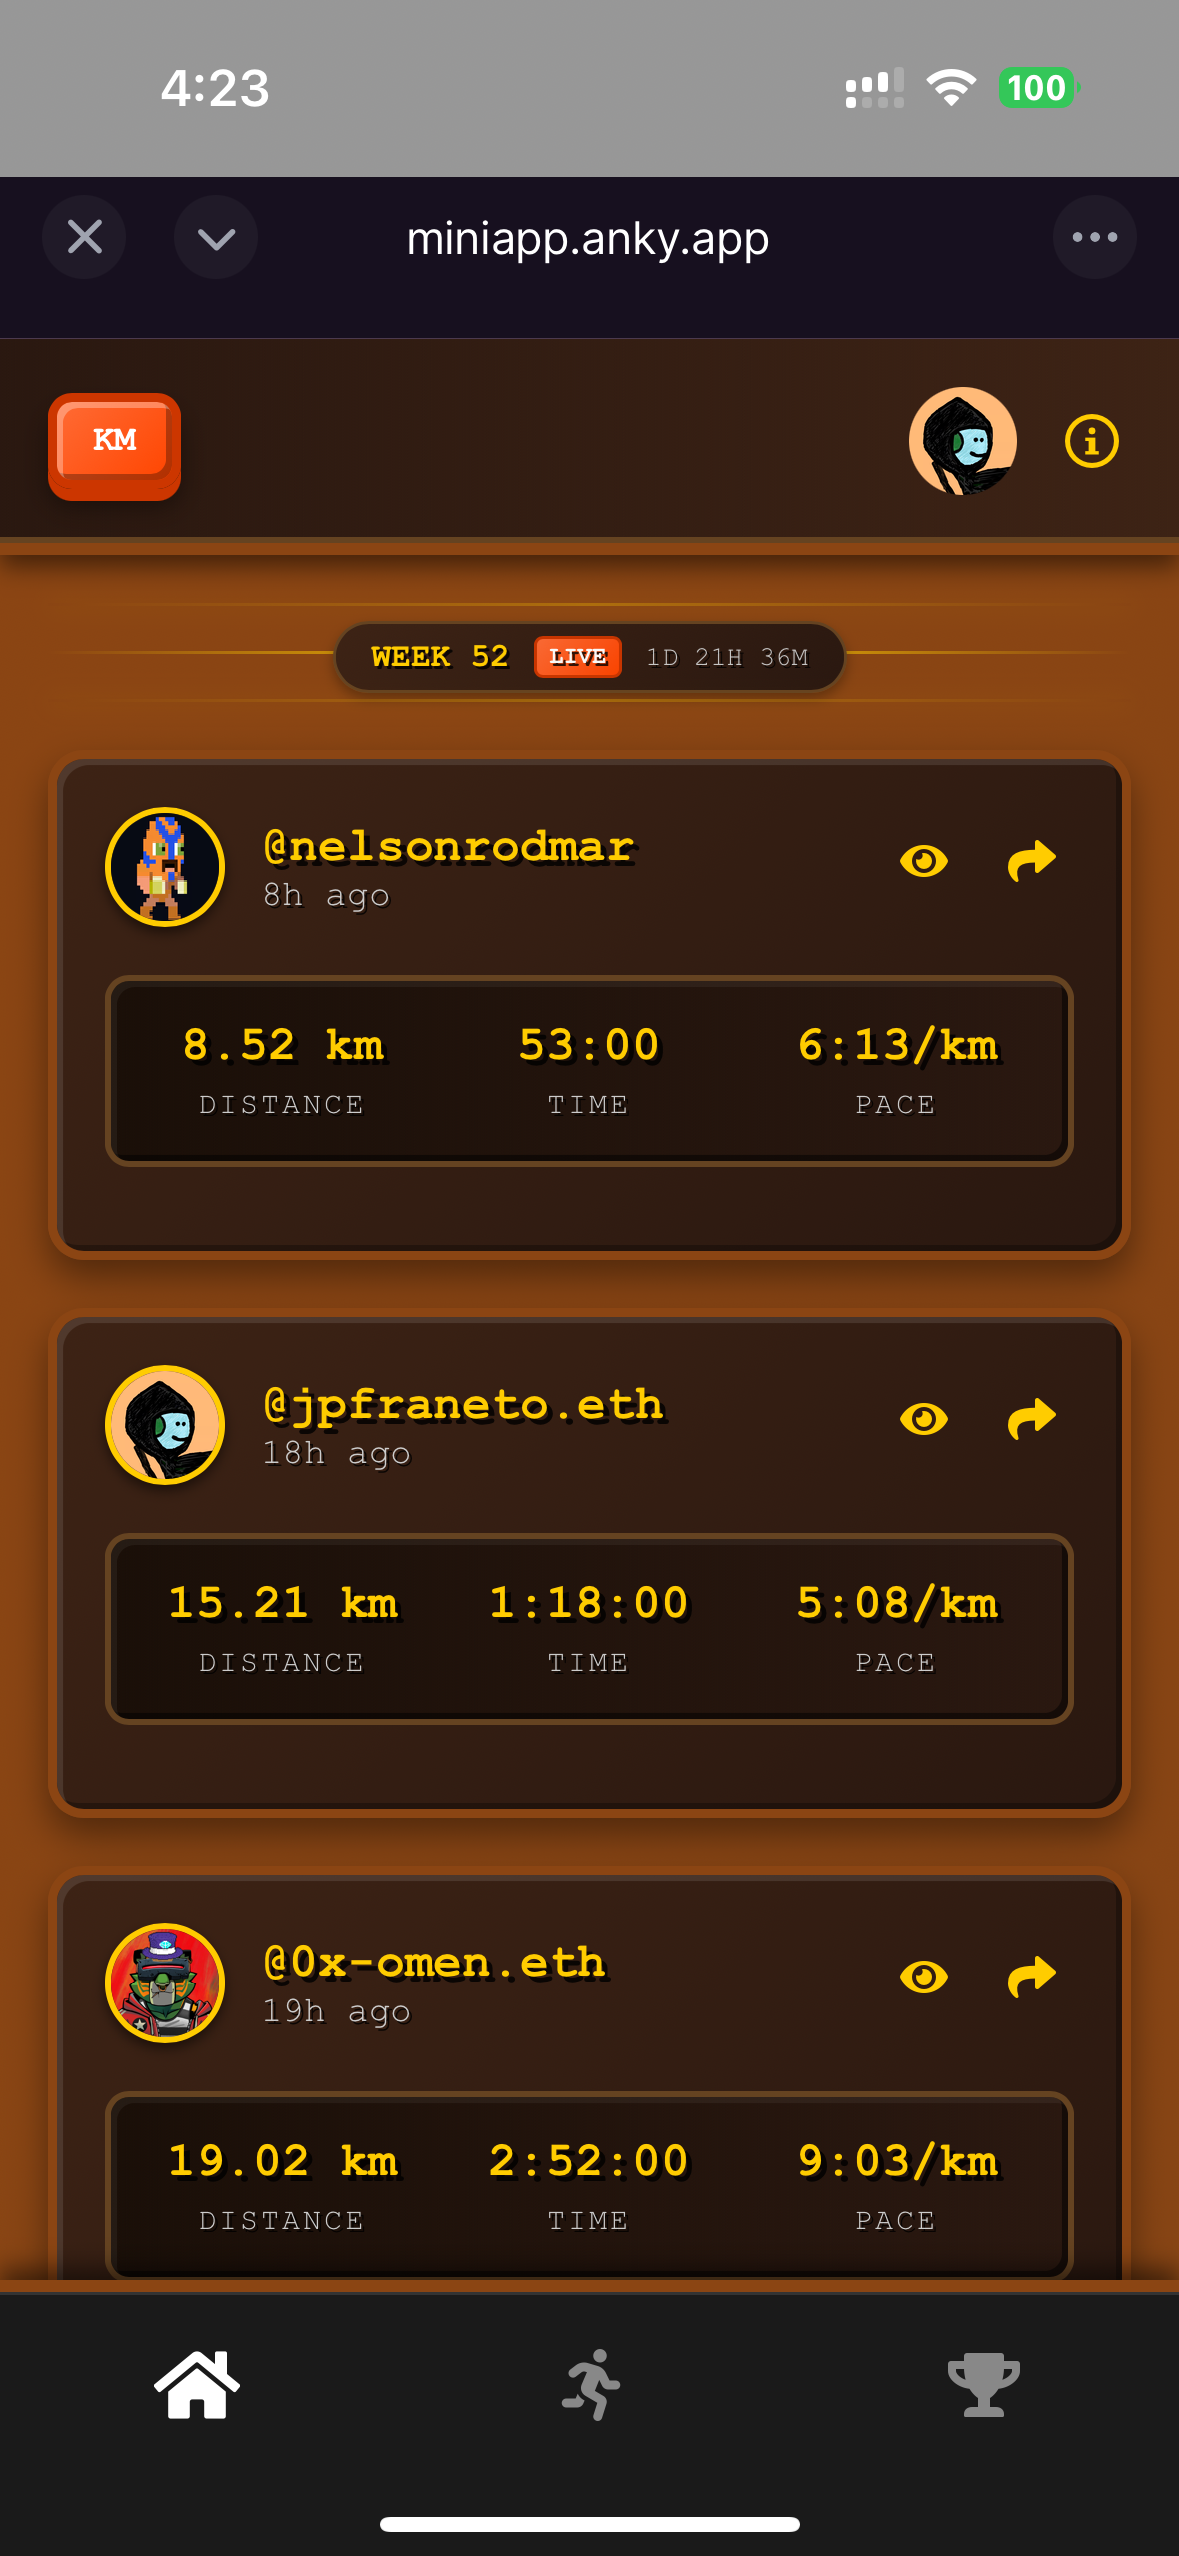 4:23
100
miniapp.anky.app
KM
WEEK 52 LIVE 1D 21H 36M
@nelsonrodmar
8h ago
8.52 km 53:00 6:13/km
DISTANCE TIME PACE
@jpfraneto.eth
18h ago
15.21 km 1:18:00 5:08/km
DISTANCE TIME PACE
@0x-omen.eth
19h ago
19.02 km 2:52:00 9:03/km
DISTANCE TIME PACE